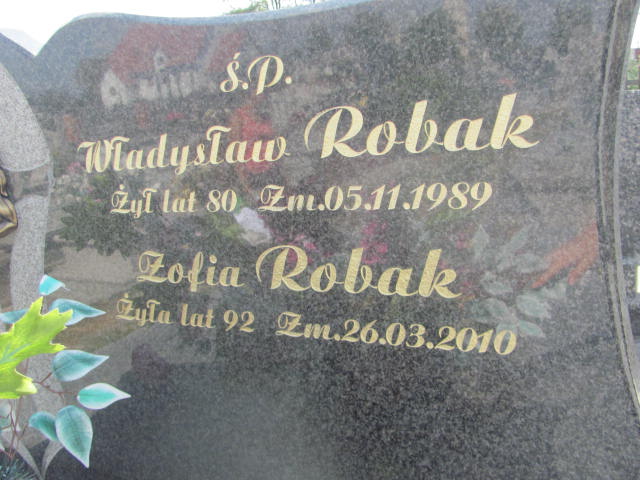 Ś.P.
Władysław Robak
Żył lat 80 Zm.05.11.1989
Zofia Robak
Żyła lat 92 Zm.26.03.2010